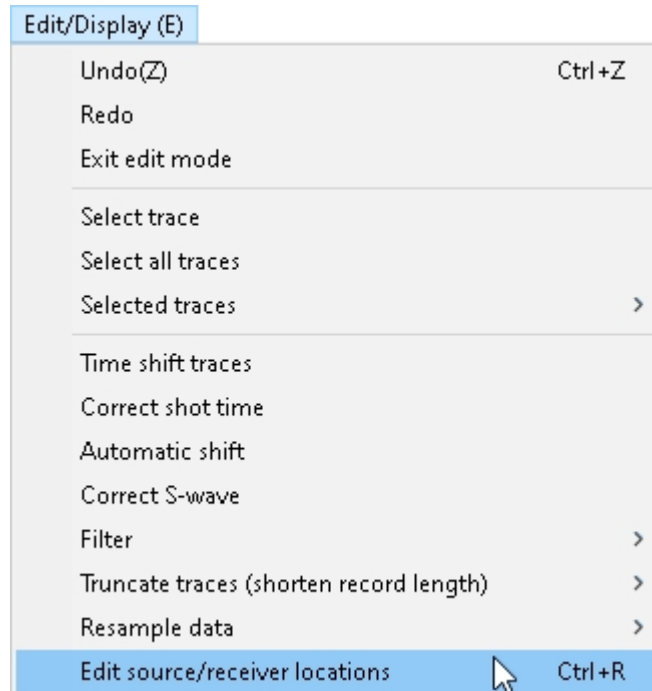 Edit/Display (E)
Undo(Z) Ctrl+Z
Redo
Exit edit mode
Select trace
Select all traces
Selected traces
Time shift traces
Correct shot time
Automatic shift
Correct S-wave
Filter
Truncate traces (shorten record length)
Resample data
Edit source/receiver locations Ctrl+R